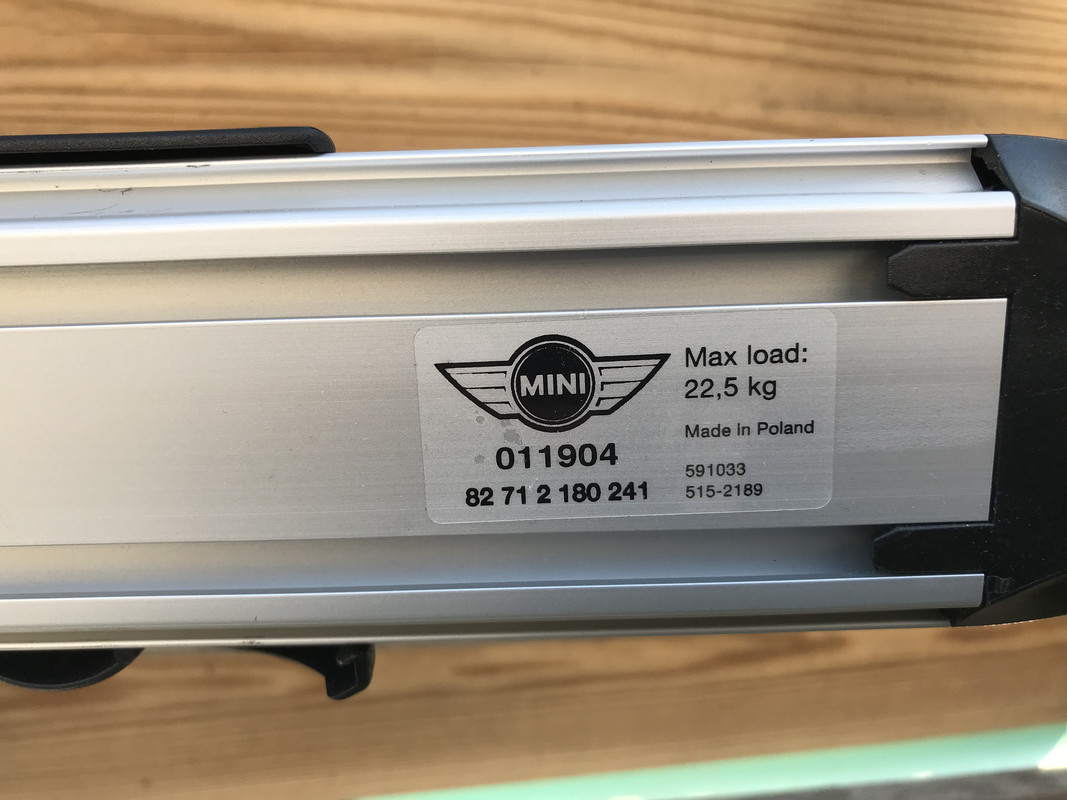 MINI
011904
82 71 2 180 241
Max load:
22,5 kg
Made in Poland
591033
515-2189